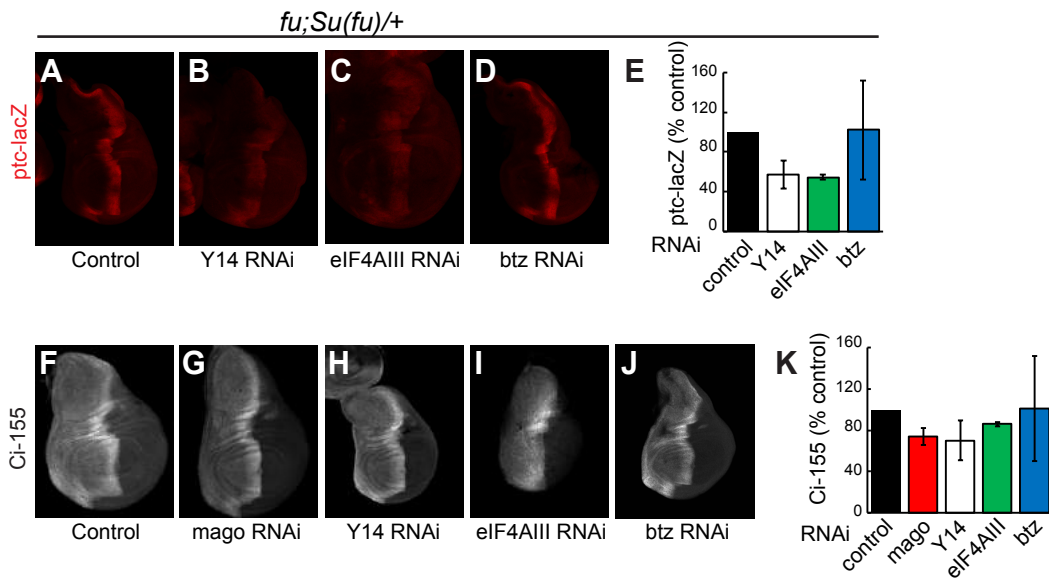 fu;Su(fu)/+
A B C D E
ptc-lacZ
Control Y14 RNAi eIF4AIII RNAi btz RNAi
ptc-lacZ (% control)
160
120
80
40
0
RNAi
control Y14 eIF4AIII btz
F G H I J K
Ci-155
Control mago RNAi Y14 RNAi eIF4AIII RNAi btz RNAi
Ci-155 (% control)
160
120
80
40
0
RNAi
control mago Y14 eIF4AIII btz